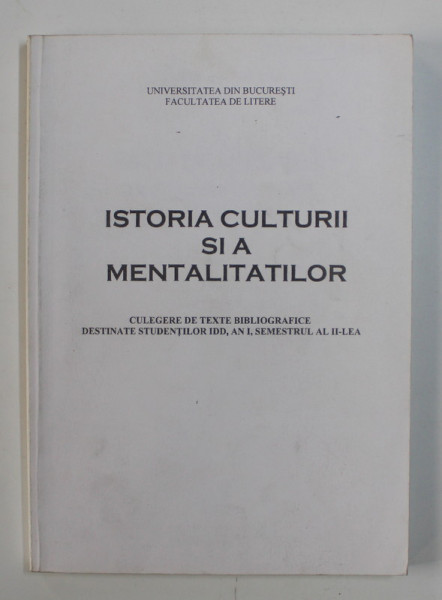 UNIVERSITATEA DIN BUCUREŞTI
FACULTATEA DE LITERE
ISTORIA CULTURII
SI A
MENTALITATILOR
CULEGERE DE TEXTE BIBLIOGRAFICE
DESTINATE STUDENŢILOR IDD, AN I, SEMESTRUL AL II-LEA